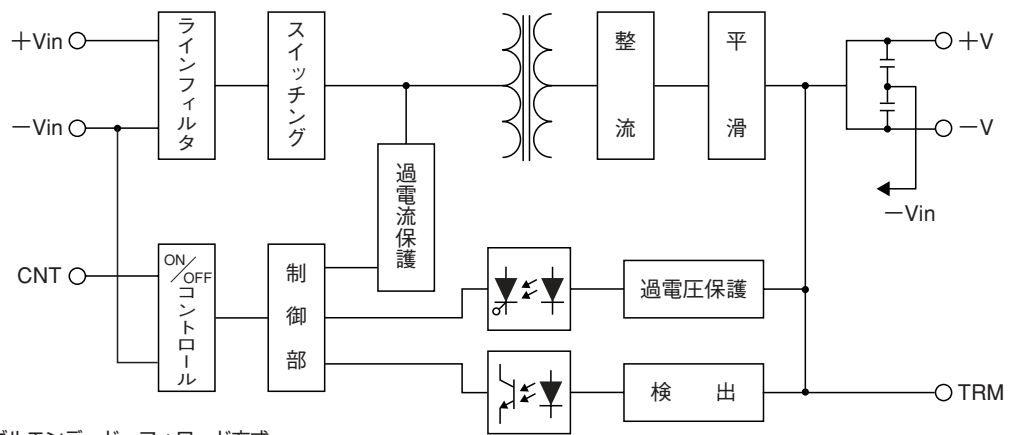 +Vin
−Vin
CNT
ラインフィルタ
スイッチング
過電流保護
整流
平滑
+V
−V
−Vin
ON/OFF
コントロール
制御部
過電圧保護
検出
TRM